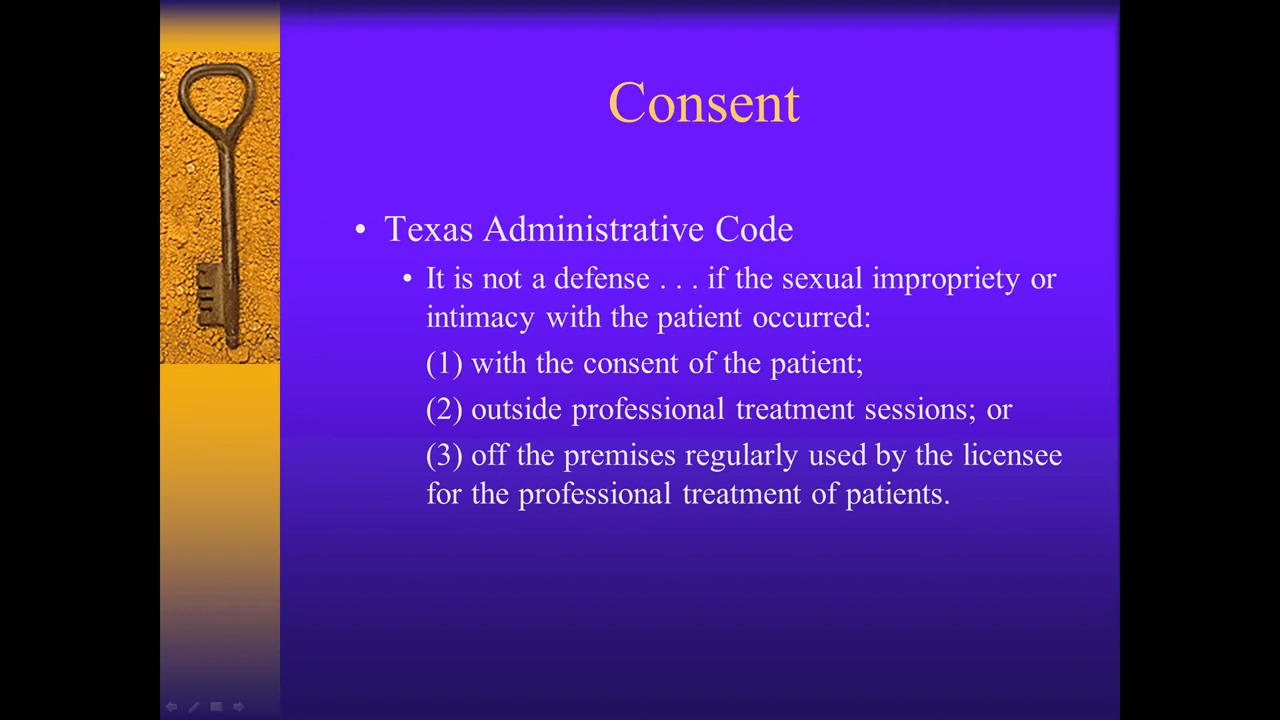 Consent
• Texas Administrative Code
• It is not a defense . . . if the sexual impropriety or
intimacy with the patient occurred:
(1) with the consent of the patient;
(2) outside professional treatment sessions; or
(3) off the premises regularly used by the licensee
for the professional treatment of patients.